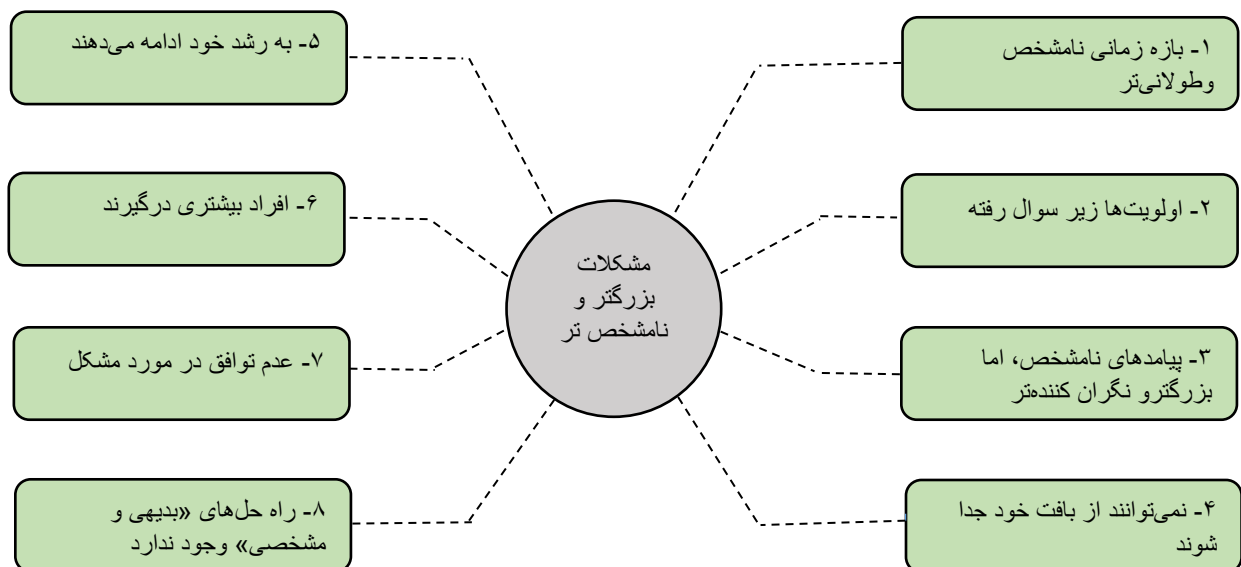 ۱- بازه زمانی نامشخص
وطولانی‌تر
۲- اولویت‌ها زیر سوال رفته
۳- پیامدهای نامشخص، اما
بزرگترو نگران کننده‌تر
۴- نمی‌توانند از بافت خود جدا
شوند
۵- به رشد خود ادامه می‌دهند
۶- افراد بیشتری درگیرند
۷- عدم توافق در مورد مشکل
۸- راه حل‌های «بدیهی و
مشخصی» وجود ندارد
مشکلات
بزرگتر و
نامشخص تر